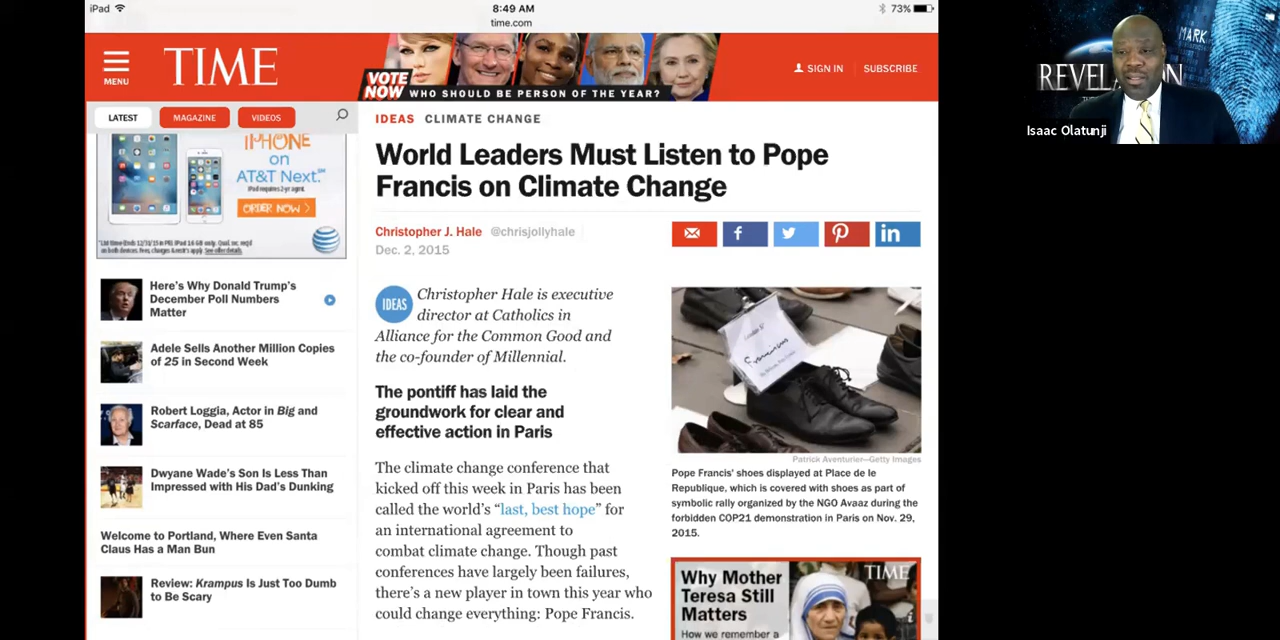 iPad
8:49 AM
73%
time.com
MENU
TIME
VOTE
NOW
WHO SHOULD BE PERSON OF THE YEAR?
SIGN IN
SUBSCRIBE
LATEST
MAGAZINE
VIDEOS
IPHONE
on
AT&T Next.
iPad requires 2-yr agmt.
ORDER NOW
Here's Why Donald Trump's
December Poll Numbers
Matter
Adele Sells Another Million Copies
of 25 in Second Week
Robert Loggia, Actor in Big and
Scarface, Dead at 85
Dwyane Wade's Son Is Less Than
Impressed with His Dad's Dunking
Welcome to Portland, Where Even Santa
Claus Has a Man Bun
Review: Krampus Is Just Too Dumb
to Be Scary
IDEAS CLIMATE CHANGE
World Leaders Must Listen to Pope
Francis on Climate Change
Christopher J. Hale @chrisjollyhale
Dec. 2, 2015
IDEAS
Christopher Hale is executive
director at Catholics in
Alliance for the Common Good and
the co-founder of Millennial.
The pontiff has laid the
groundwork for clear and
effective action in Paris
The climate change conference that
kicked off this week in Paris has been
called the world's “last, best hope” for
an international agreement to
combat climate change. Though past
conferences have largely been failures,
there's a new player in town this year who
could change everything: Pope Francis.
f
in
Patrick Aventurier—Getty Images
Pope Francis' shoes displayed at Place de le
Republique, which is covered with shoes as part of
symbolic rally organized by the NGO Avaaz during the
forbidden COP21 demonstration in Paris on Nov. 29,
2015.
Why Mother
Teresa Still
Matters
How we remember a
TIME
MARK
Isaac Olatunji